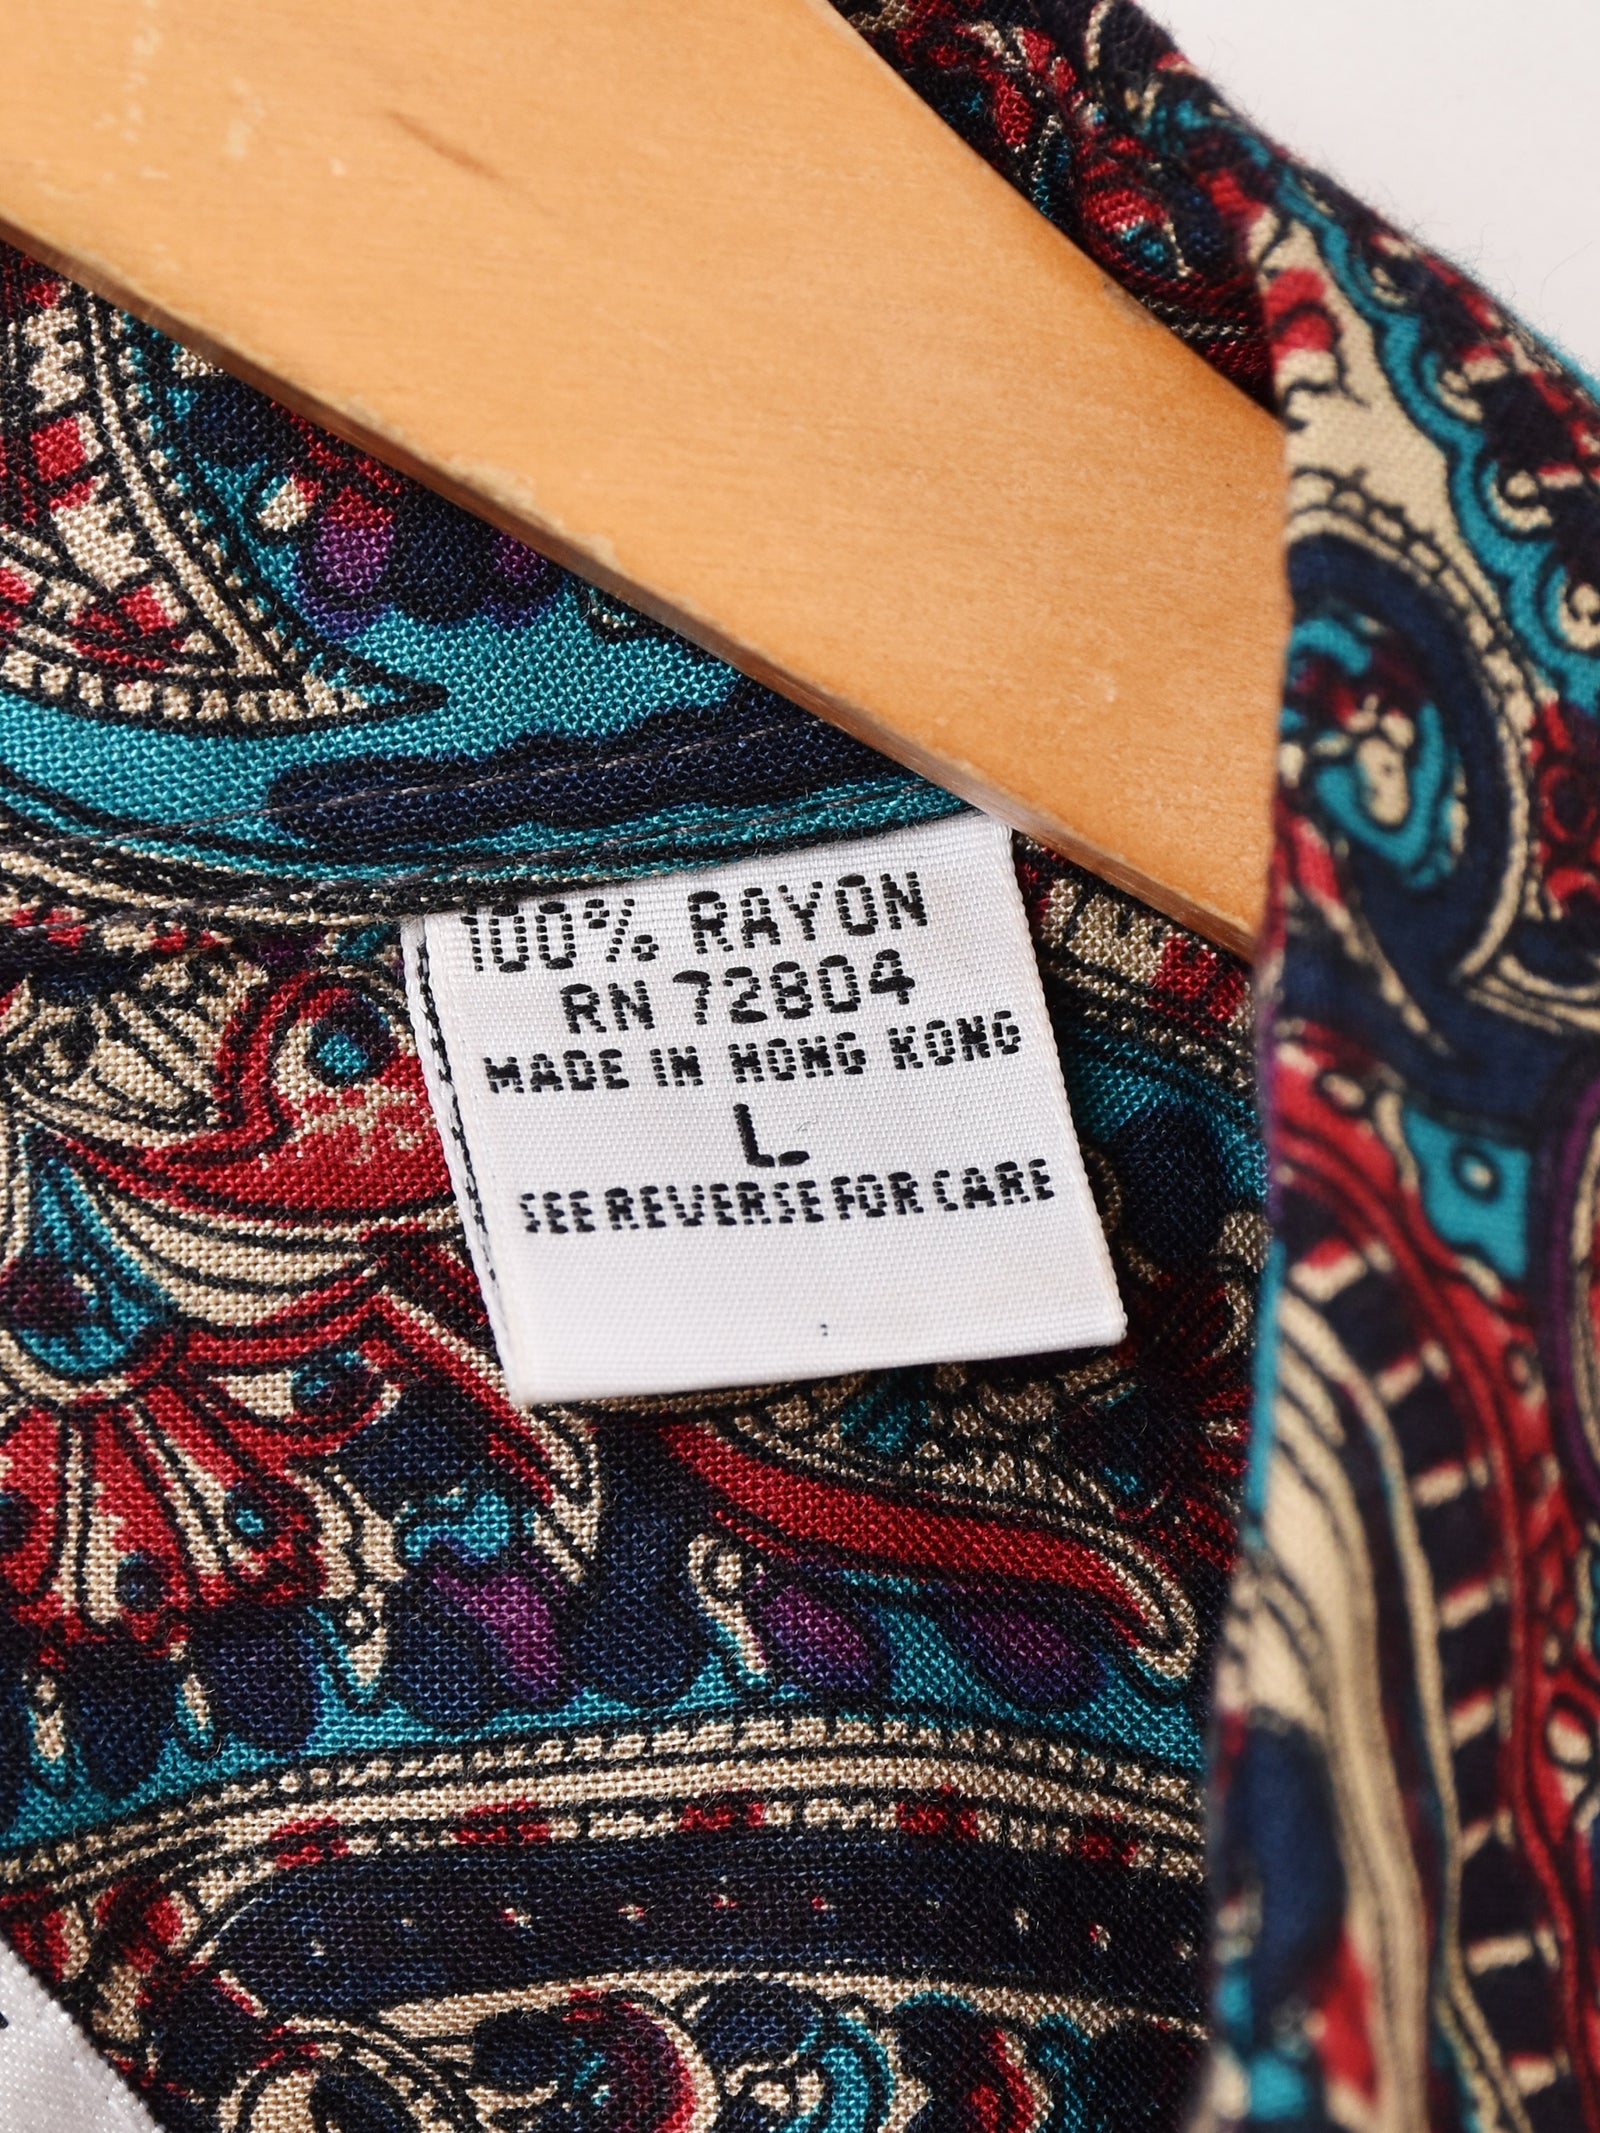 100% RAYON
RN 72804
MADE IN HONG KONG
L
SEE REVERSE FOR CARE